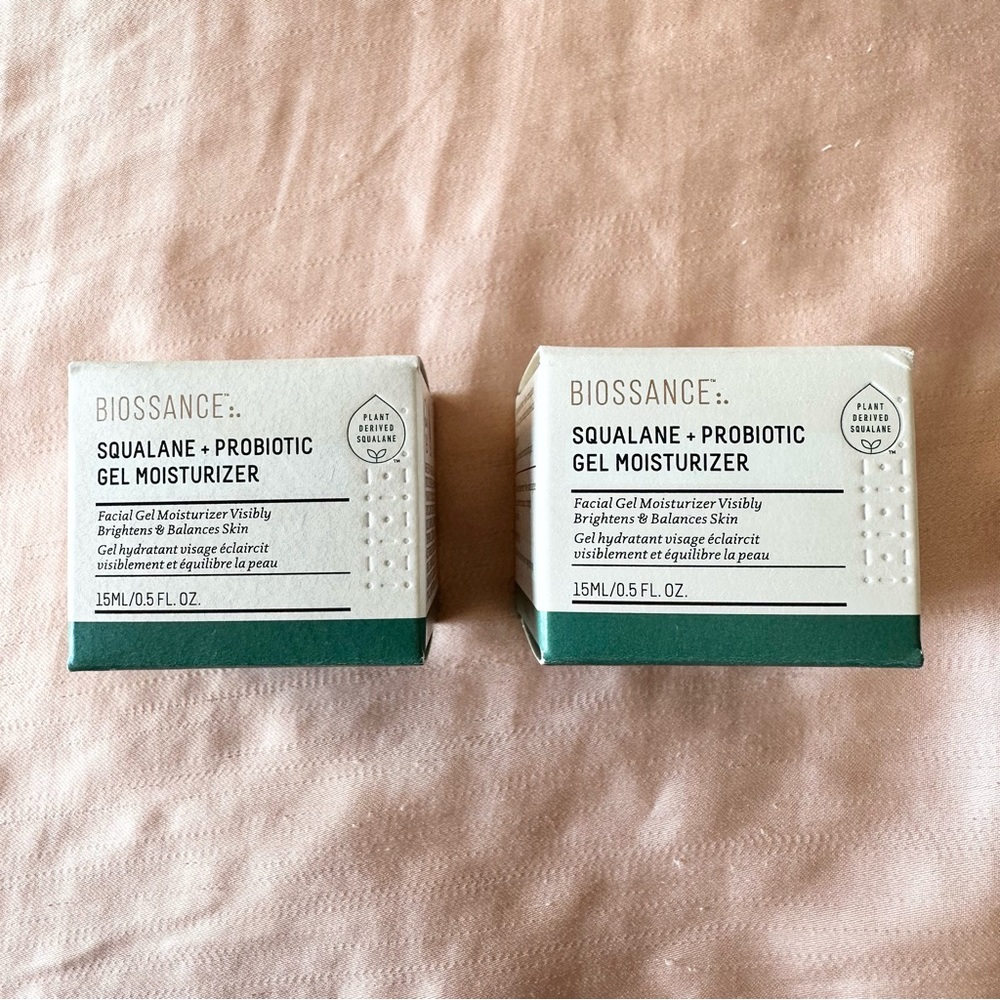 BIOSSANCE™:.
PLANT
DERIVED
SQUALANE
™
SQUALANE + PROBIOTIC
GEL MOISTURIZER
Facial Gel Moisturizer Visibly
Brightens & Balances Skin
Gel hydratant visage éclaircit
visiblement et équilibre la peau
15ML/0.5 FL. OZ.
BIOSSANCE™:.
PLANT
DERIVED
SQUALANE
™
SQUALANE + PROBIOTIC
GEL MOISTURIZER
Facial Gel Moisturizer Visibly
Brightens & Balances Skin
Gel hydratant visage éclaircit
visiblement et équilibre la peau
15ML/0.5 FL. OZ.